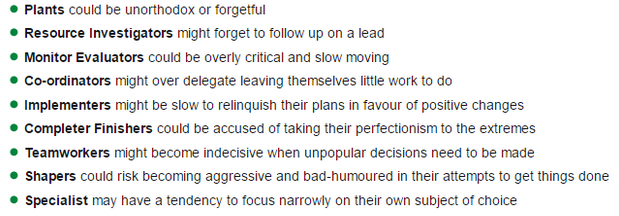 Plants could be unorthodox or forgetful
Resource Investigators might forget to follow up on a lead
Monitor Evaluators could be overly critical and slow moving
Co-ordinators might over delegate leaving themselves little work to do
Implementers might be slow to relinquish their plans in favour of positive changes
Completer Finishers could be accused of taking their perfectionism to the extremes
Teamworkers might become indecisive when unpopular decisions need to be made
Shapers could risk becoming aggressive and bad-humoured in their attempts to get things done
Specialist may have a tendency to focus narrowly on their own subject of choice